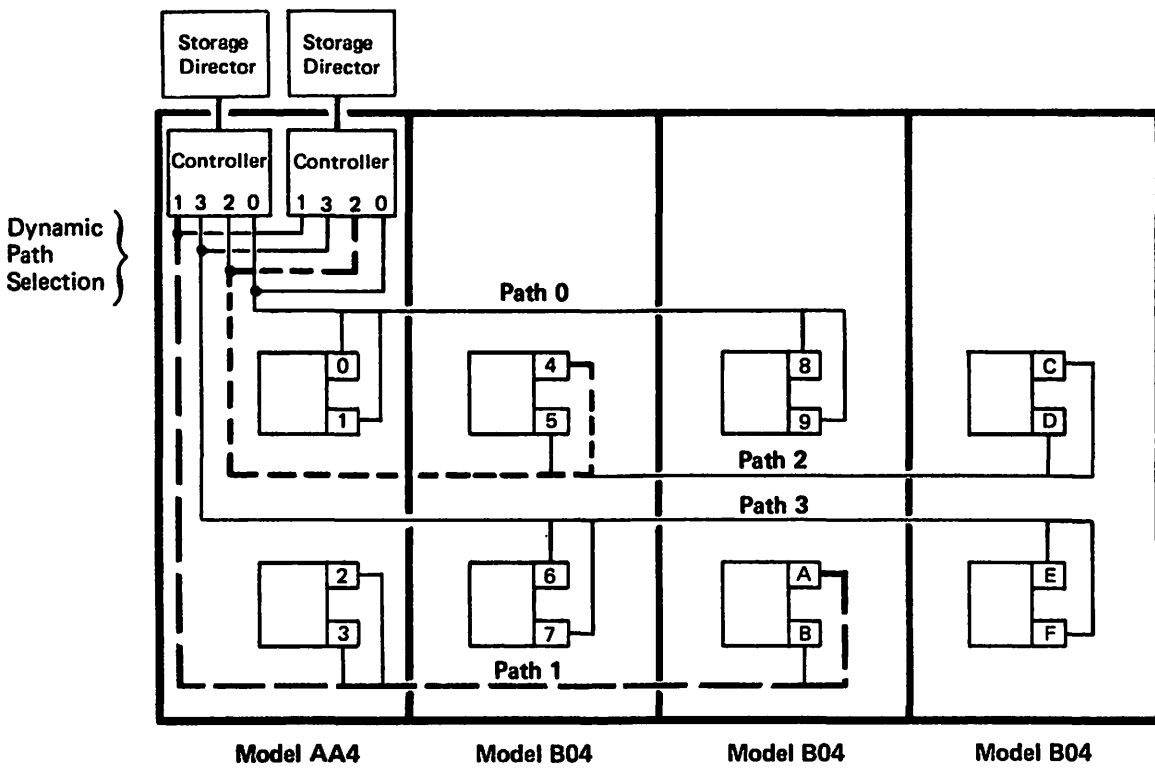 Storage
Director
Storage
Director
Controller
Controller
1 3 2 0
1 3 2 0
Dynamic
Path
Selection
Path 0
0
4
8
C
1
5
9
D
Path 2
Path 3
2
6
A
E
3
7
B
F
Path 1
Model AA4
Model B04
Model B04
Model B04